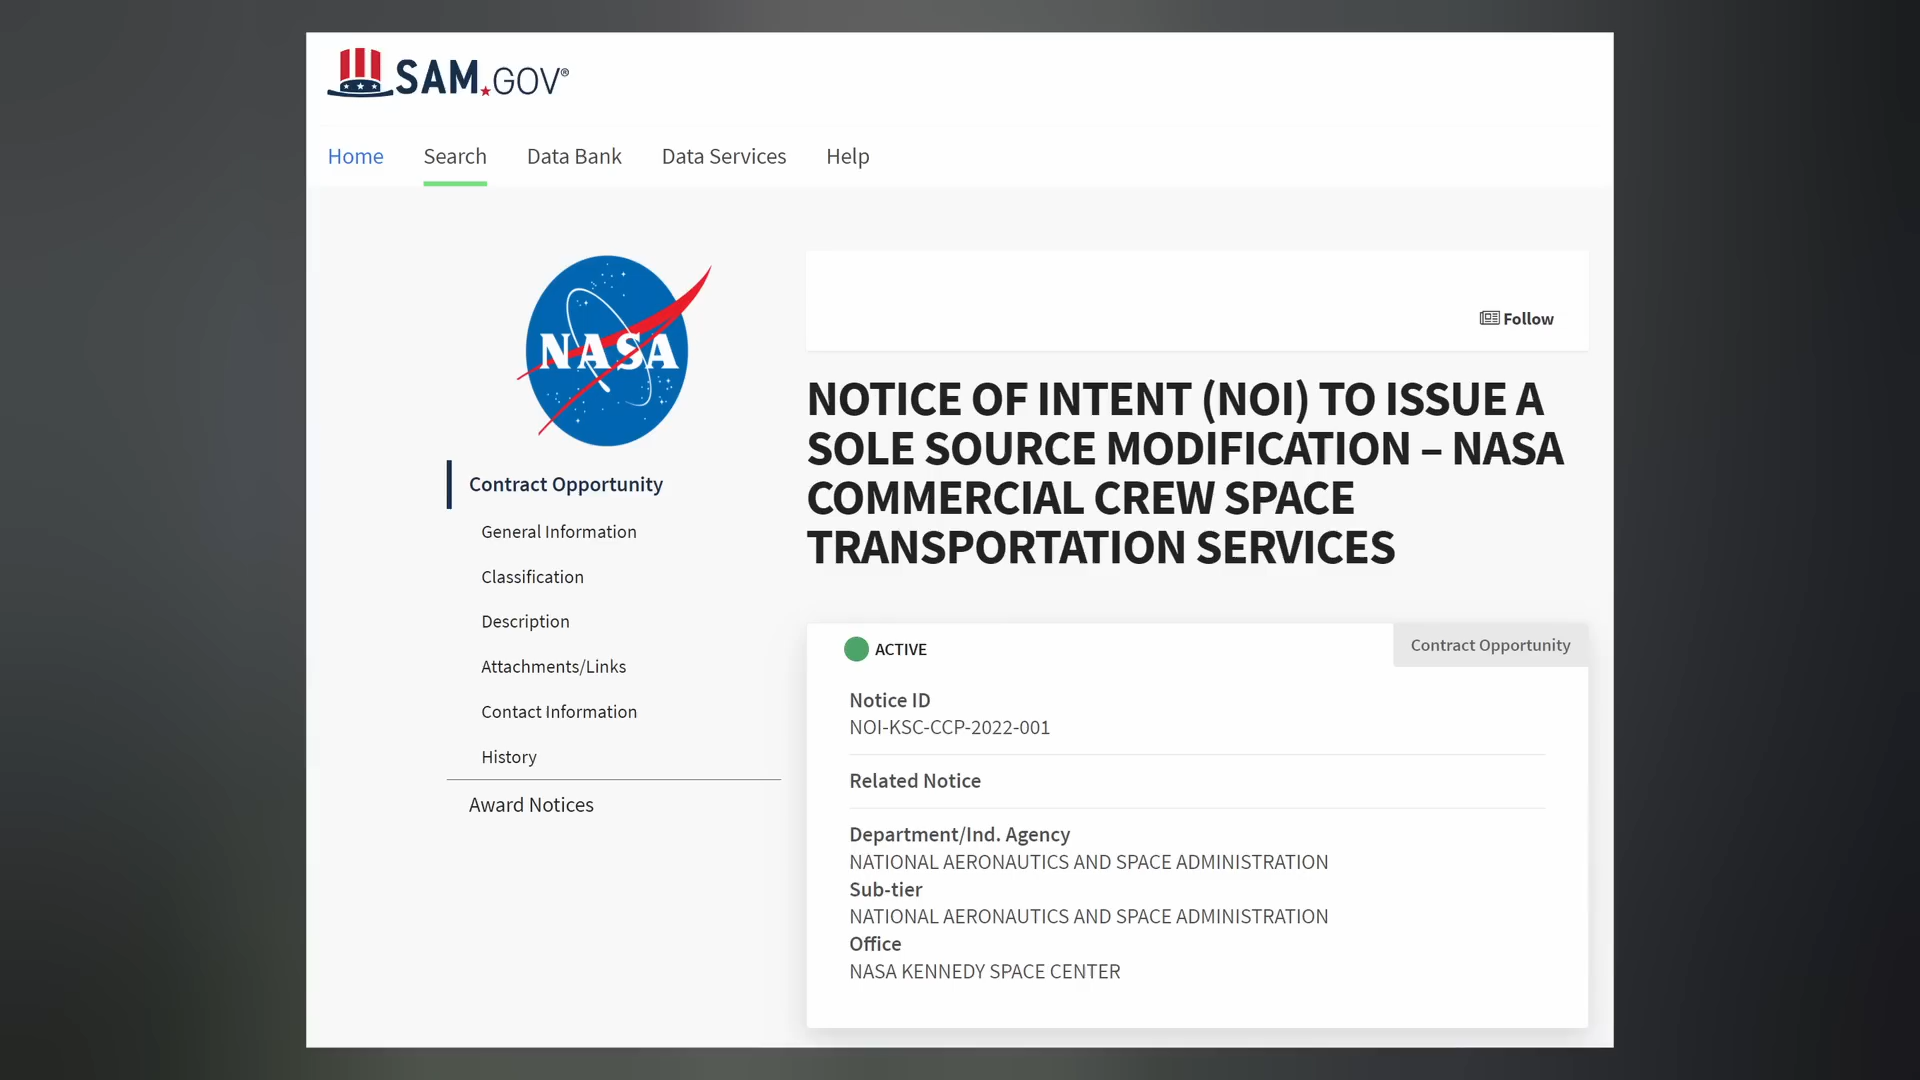 SAM.GOV®
Home Search Data Bank Data Services Help
NASA
Contract Opportunity
General Information
Classification
Description
Attachments/Links
Contact Information
History
Award Notices
Follow
NOTICE OF INTENT (NOI) TO ISSUE A
SOLE SOURCE MODIFICATION – NASA
COMMERCIAL CREW SPACE
TRANSPORTATION SERVICES
ACTIVE
Contract Opportunity
Notice ID
NOI-KSC-CCP-2022-001
Related Notice
Department/Ind. Agency
NATIONAL AERONAUTICS AND SPACE ADMINISTRATION
Sub-tier
NATIONAL AERONAUTICS AND SPACE ADMINISTRATION
Office
NASA KENNEDY SPACE CENTER